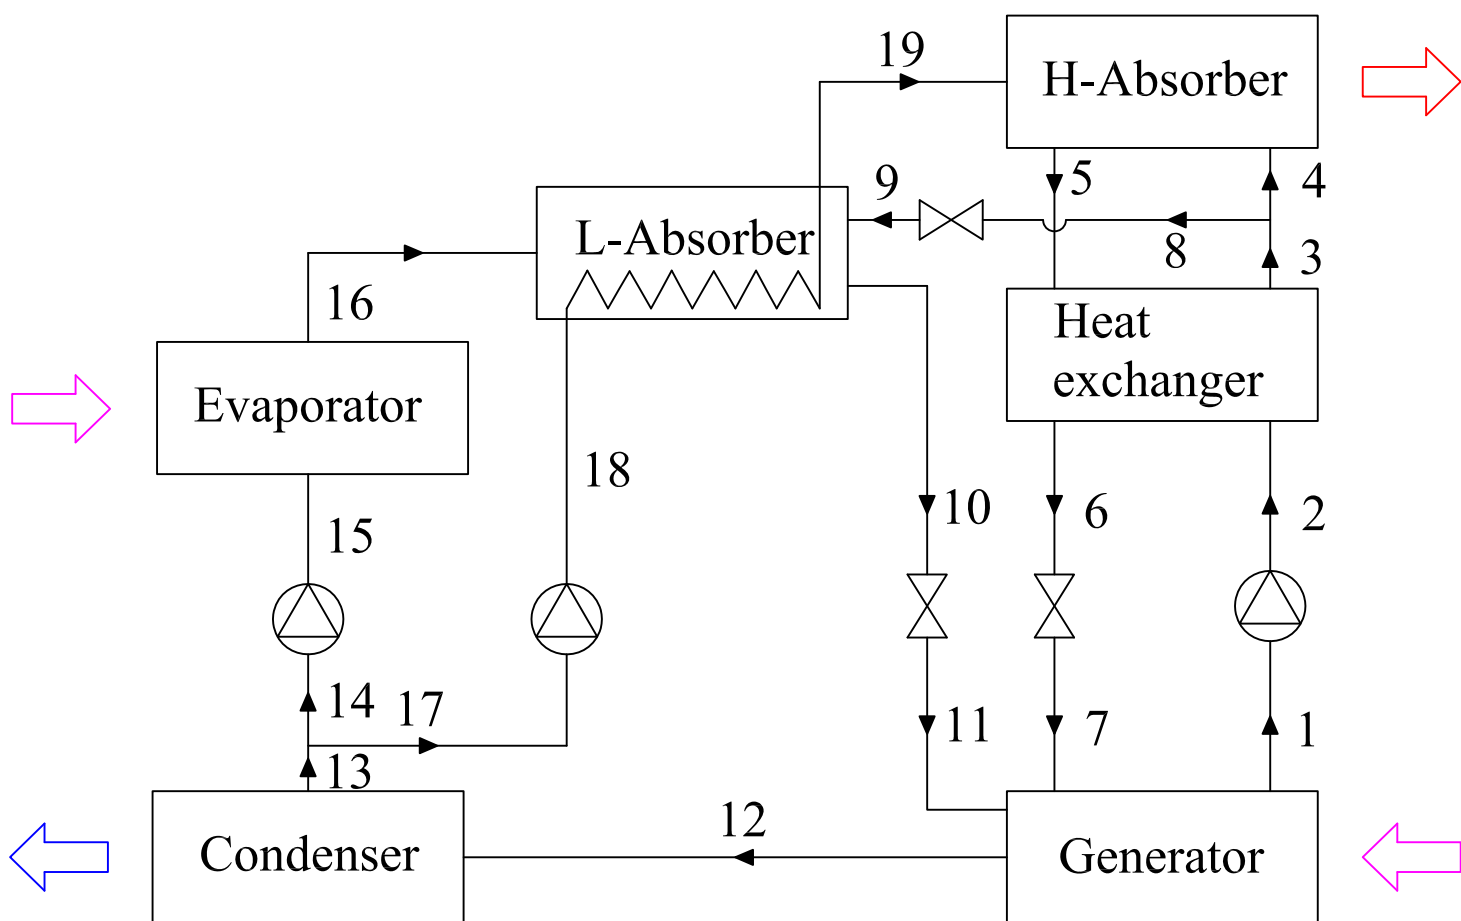 19
H-Absorber
9
5
4
L-Absorber
8
3
16
Heat
exchanger
Evaporator
18
10
6
2
15
14
17
11
7
1
13
12
Condenser
Generator